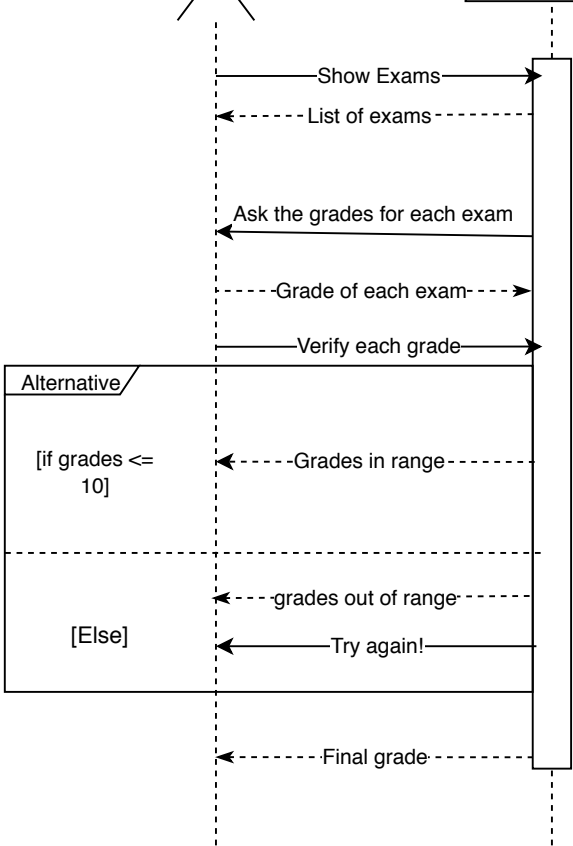 Show Exams
List of exams
Ask the grades for each exam
Grade of each exam
Verify each grade
Alternative
[if grades <=
10]
Grades in range
grades out of range
[Else]
Try again!
Final grade